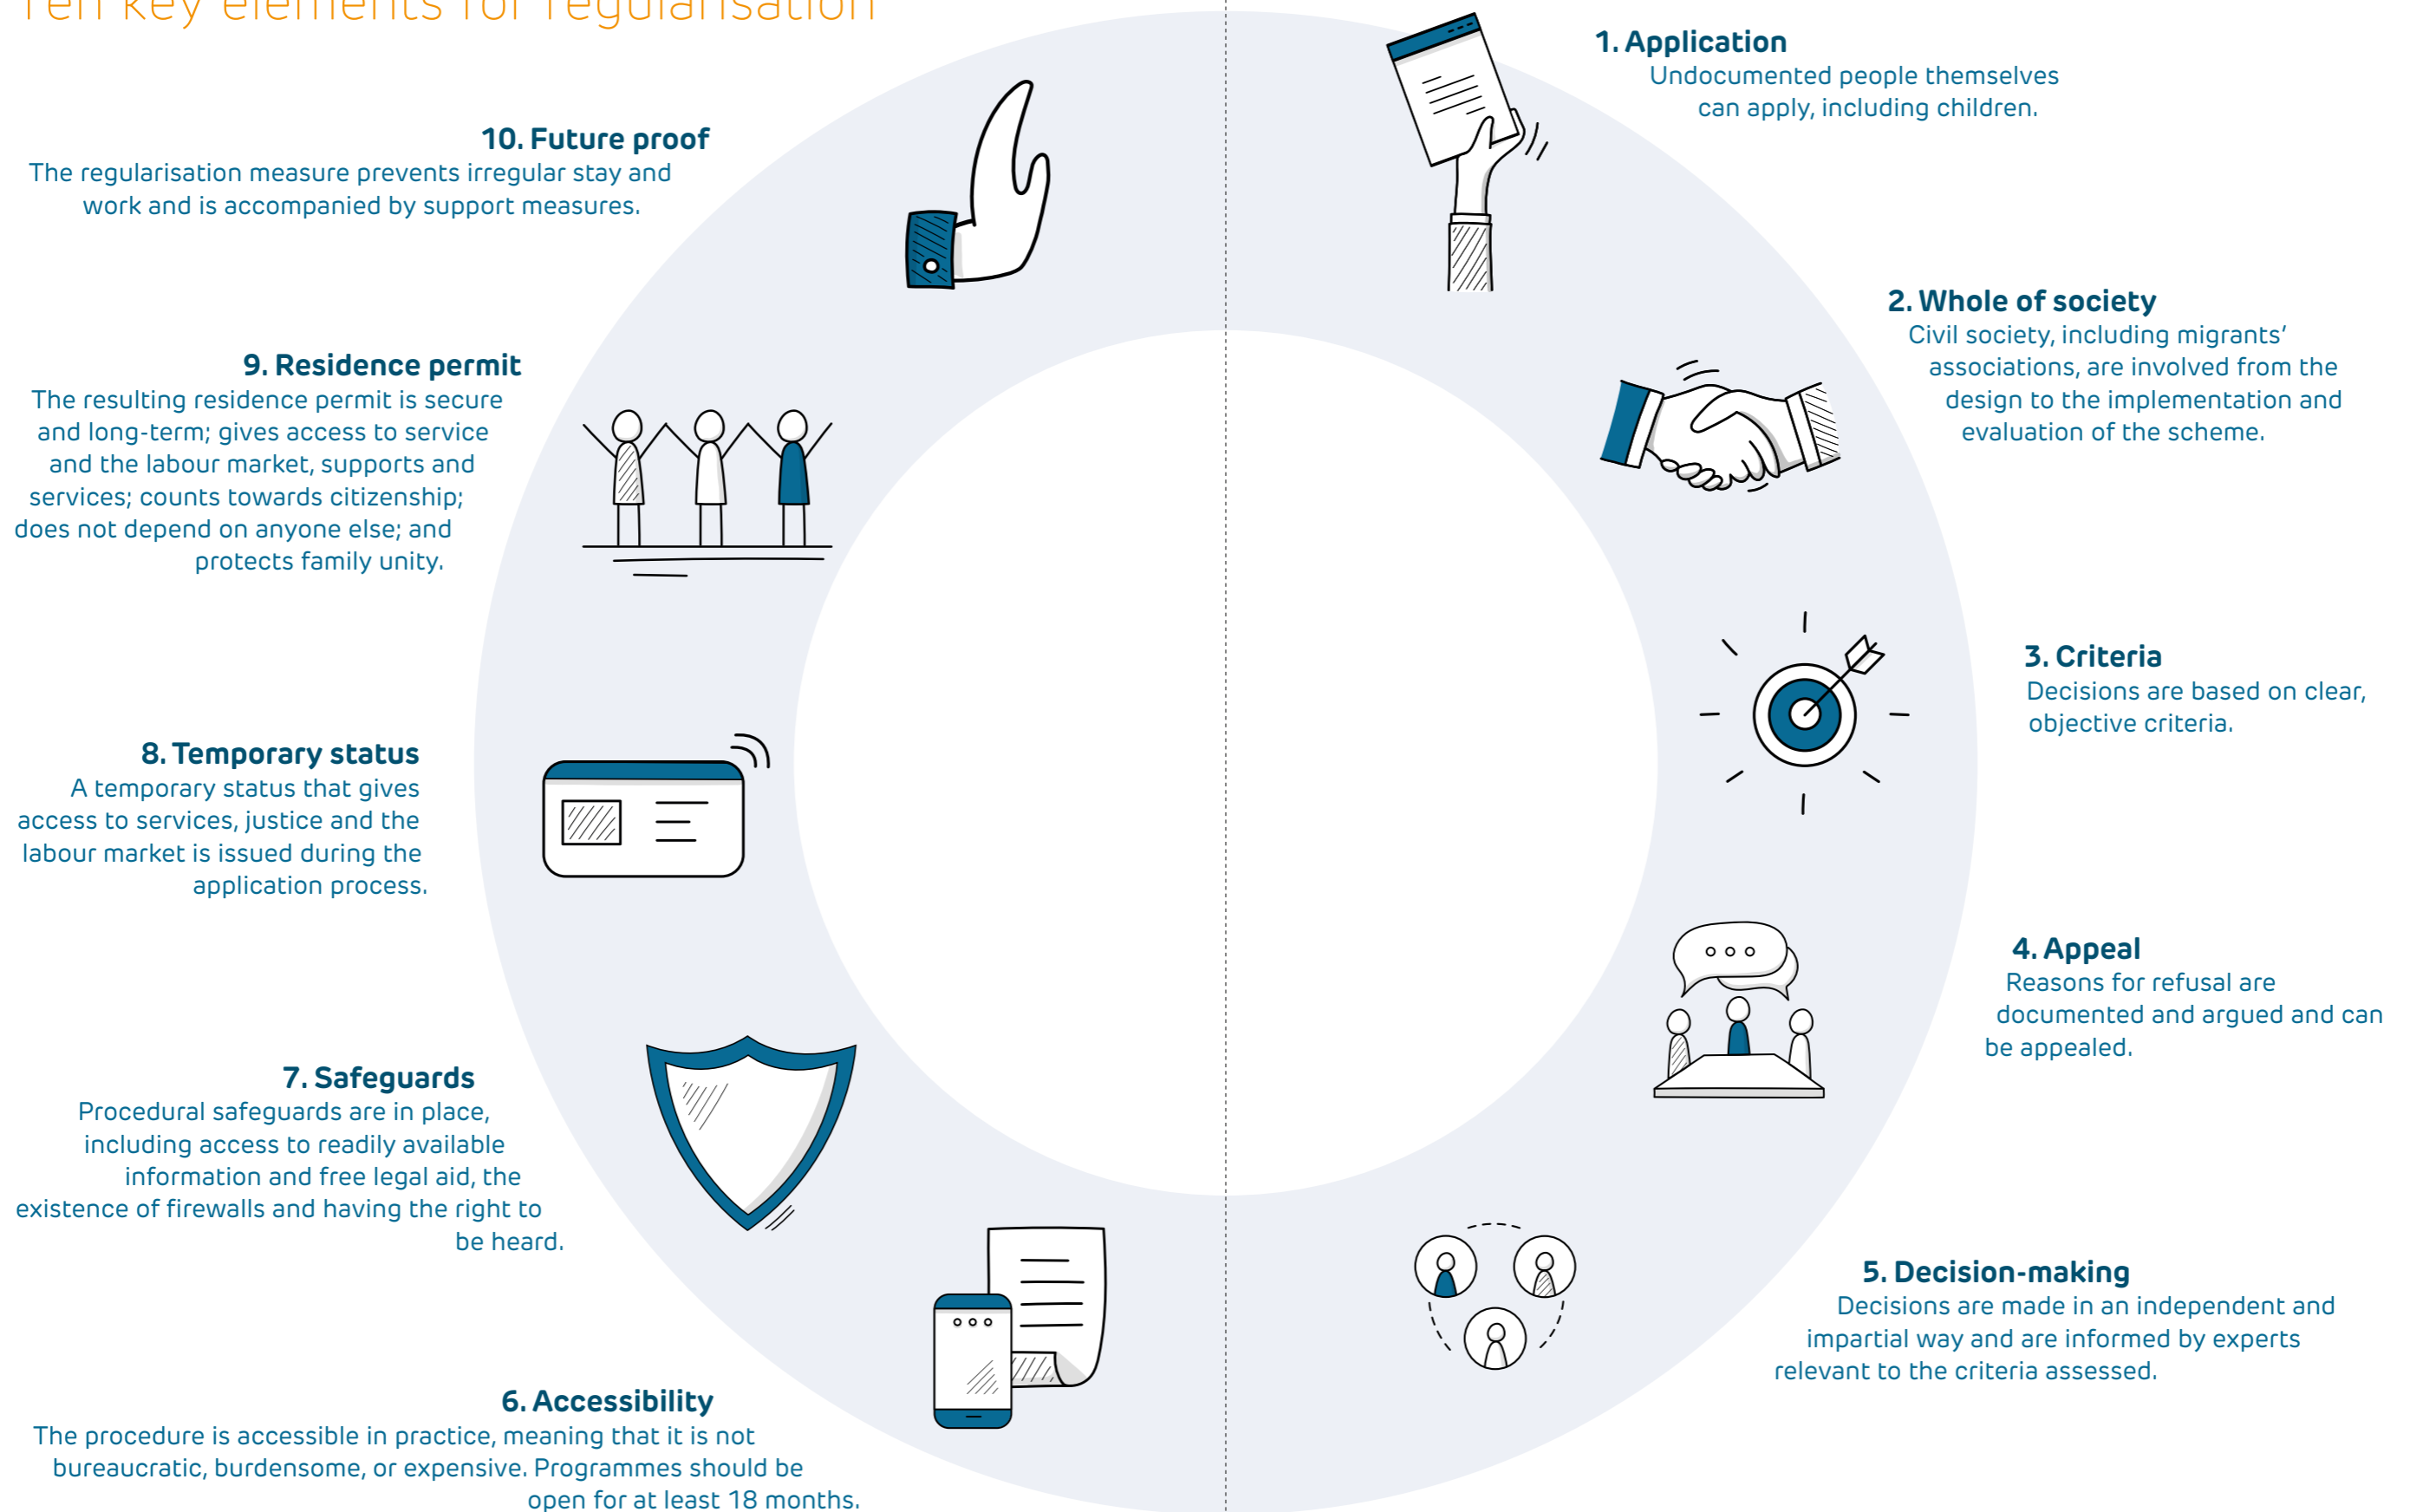 Ten key elements for regularisation
1. Application
Undocumented people themselves
can apply, including children.
2. Whole of society
Civil society, including migrants’
associations, are involved from the
design to the implementation and
evaluation of the scheme.
3. Criteria
Decisions are based on clear,
objective criteria.
4. Appeal
Reasons for refusal are
documented and argued and can
be appealed.
5. Decision-making
Decisions are made in an independent and
impartial way and are informed by experts
relevant to the criteria assessed.
6. Accessibility
The procedure is accessible in practice, meaning that it is not
bureaucratic, burdensome, or expensive. Programmes should be
open for at least 18 months.
7. Safeguards
Procedural safeguards are in place,
including access to readily available
information and free legal aid, the
existence of firewalls and having the right to
be heard.
8. Temporary status
A temporary status that gives
access to services, justice and the
labour market is issued during the
application process.
9. Residence permit
The resulting residence permit is secure
and long-term; gives access to service
and the labour market, supports and
services; counts towards citizenship;
does not depend on anyone else; and
protects family unity.
10. Future proof
The regularisation measure prevents irregular stay and
work and is accompanied by support measures.